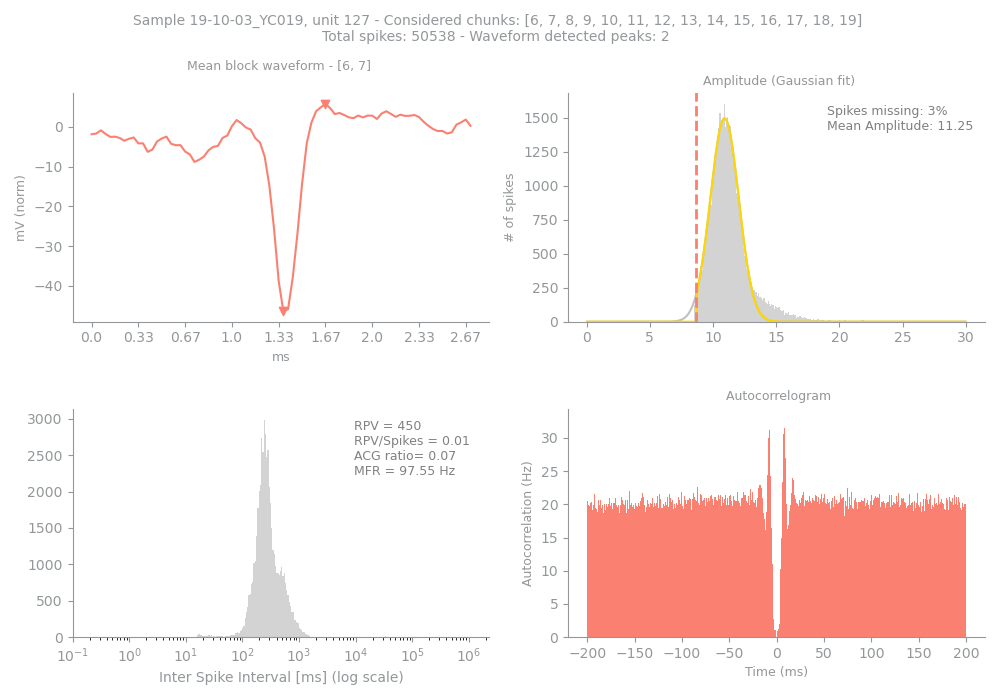 Sample 19-10-03_YC019, unit 127 - Considered chunks: [6, 7, 8, 9, 10, 11, 12, 13, 14, 15, 16, 17, 18, 19]
Total spikes: 50538 - Waveform detected peaks: 2
Mean block waveform - [6, 7]
mV (norm)
0
−10
−20
−30
−40
0.0 0.33 0.67 1.0 1.33 1.67 2.0 2.33 2.67
ms
Amplitude (Gaussian fit)
Spikes missing: 3%
Mean Amplitude: 11.25
# of spikes
1500
1250
1000
750
500
250
0
0 5 10 15 20 25 30
3000
2500
2000
1500
1000
500
0
RPV = 450
RPV/Spikes = 0.01
ACG ratio= 0.07
MFR = 97.55 Hz
10⁻¹ 10⁰ 10¹ 10² 10³ 10⁴ 10⁵ 10⁶
Inter Spike Interval [ms] (log scale)
Autocorrelogram
Autocorrelation (Hz)
30
25
20
15
10
5
0
−200 −150 −100 −50 0 50 100 150 200
Time (ms)